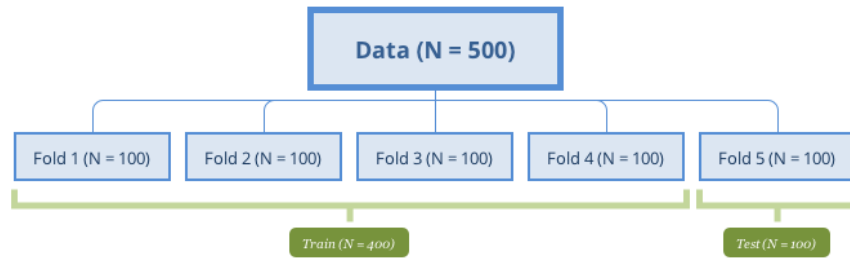 Data (N = 500)
Fold 1 (N = 100)
Fold 2 (N = 100)
Fold 3 (N = 100)
Fold 4 (N = 100)
Fold 5 (N = 100)
Train (N = 400)
Test (N = 100)